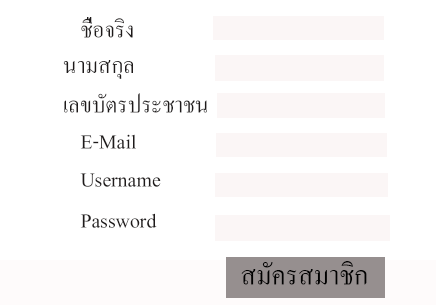 ชื่อจริง
นามสกุล
เลขบัตรประชาชน
E-Mail
Username
Password
สมัครสมาชิก